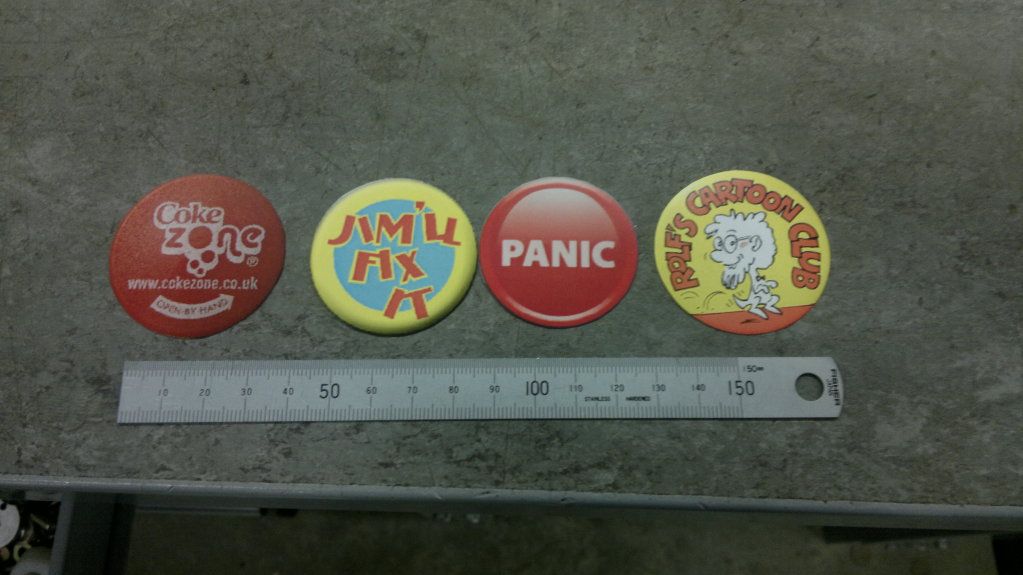 Coke
zone®
www.cokezone.co.uk
OPEN·BY·HAND
JIM'LL
FIX
IT
PANIC
ROLF'S CARTOON CLUB
150mm
10 20 30 40 50 60 70 80 90 100 110 120 130 140 150
STAINLESS HARDENED
FISHER